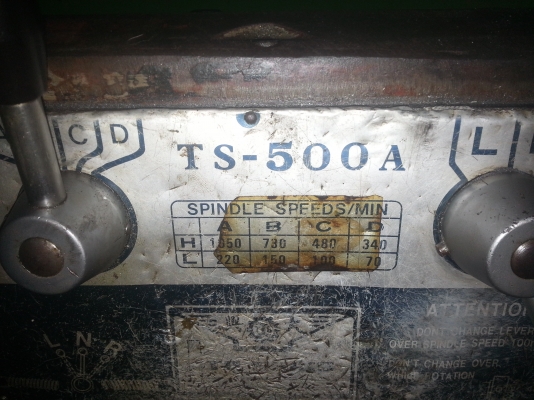 C D
L
TS-500A
SPINDLE SPEEDS/MIN
A B C D
H 1050 730 480 340
L 220 150 100 70
L N R
ATTENTION
DON'T CHANGE LEVER
OVER SPINDLE SPEED
DON'T CHANGE OVER
WHILE ROTATION